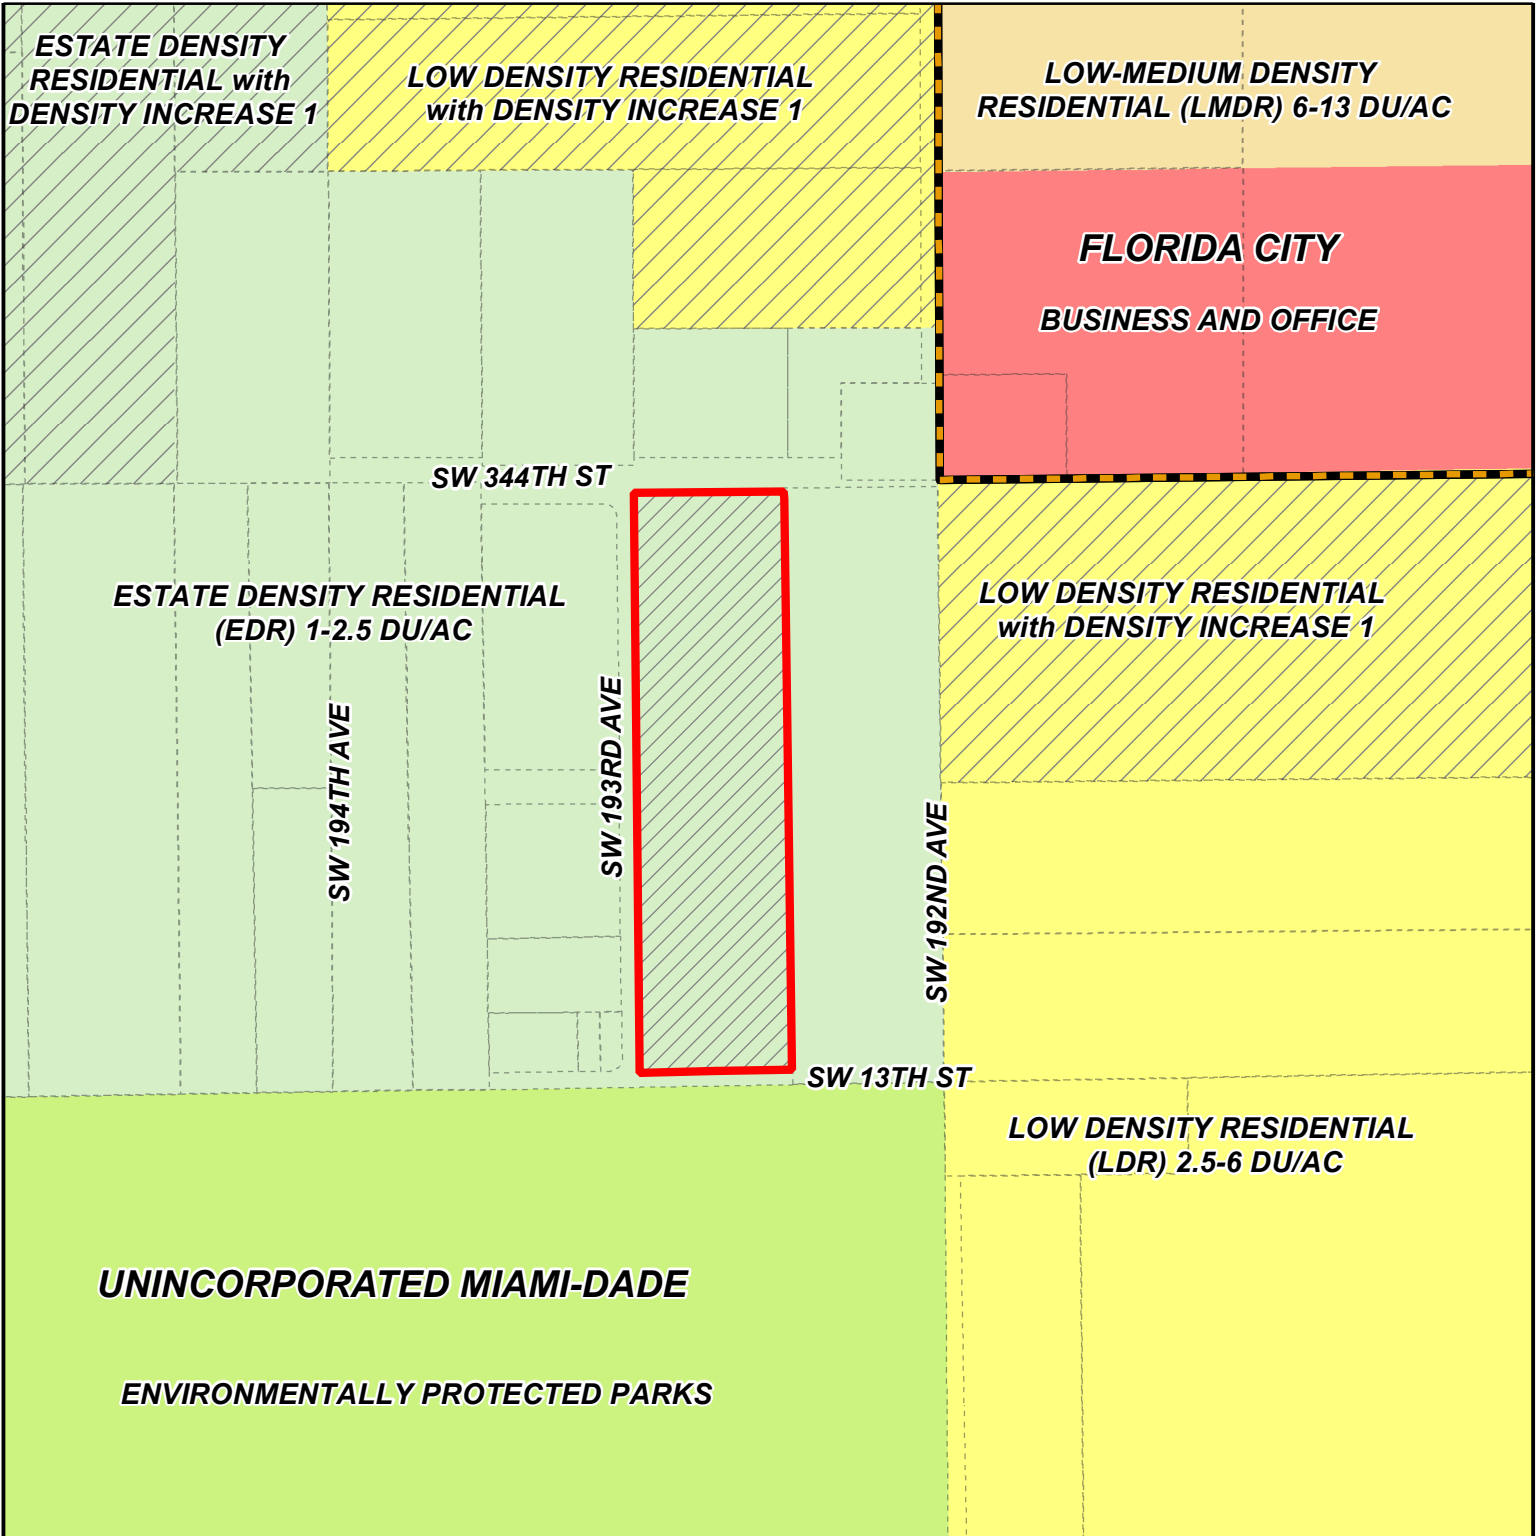 ESTATE DENSITY
RESIDENTIAL with
DENSITY INCREASE 1
LOW DENSITY RESIDENTIAL
with DENSITY INCREASE 1
LOW-MEDIUM DENSITY
RESIDENTIAL (LMDR) 6-13 DU/AC
FLORIDA CITY
BUSINESS AND OFFICE
SW 344TH ST
ESTATE DENSITY RESIDENTIAL
(EDR) 1-2.5 DU/AC
LOW DENSITY RESIDENTIAL
with DENSITY INCREASE 1
SW 194TH AVE
SW 193RD AVE
SW 192ND AVE
SW 13TH ST
LOW DENSITY RESIDENTIAL
(LDR) 2.5-6 DU/AC
UNINCORPORATED MIAMI-DADE
ENVIRONMENTALLY PROTECTED PARKS